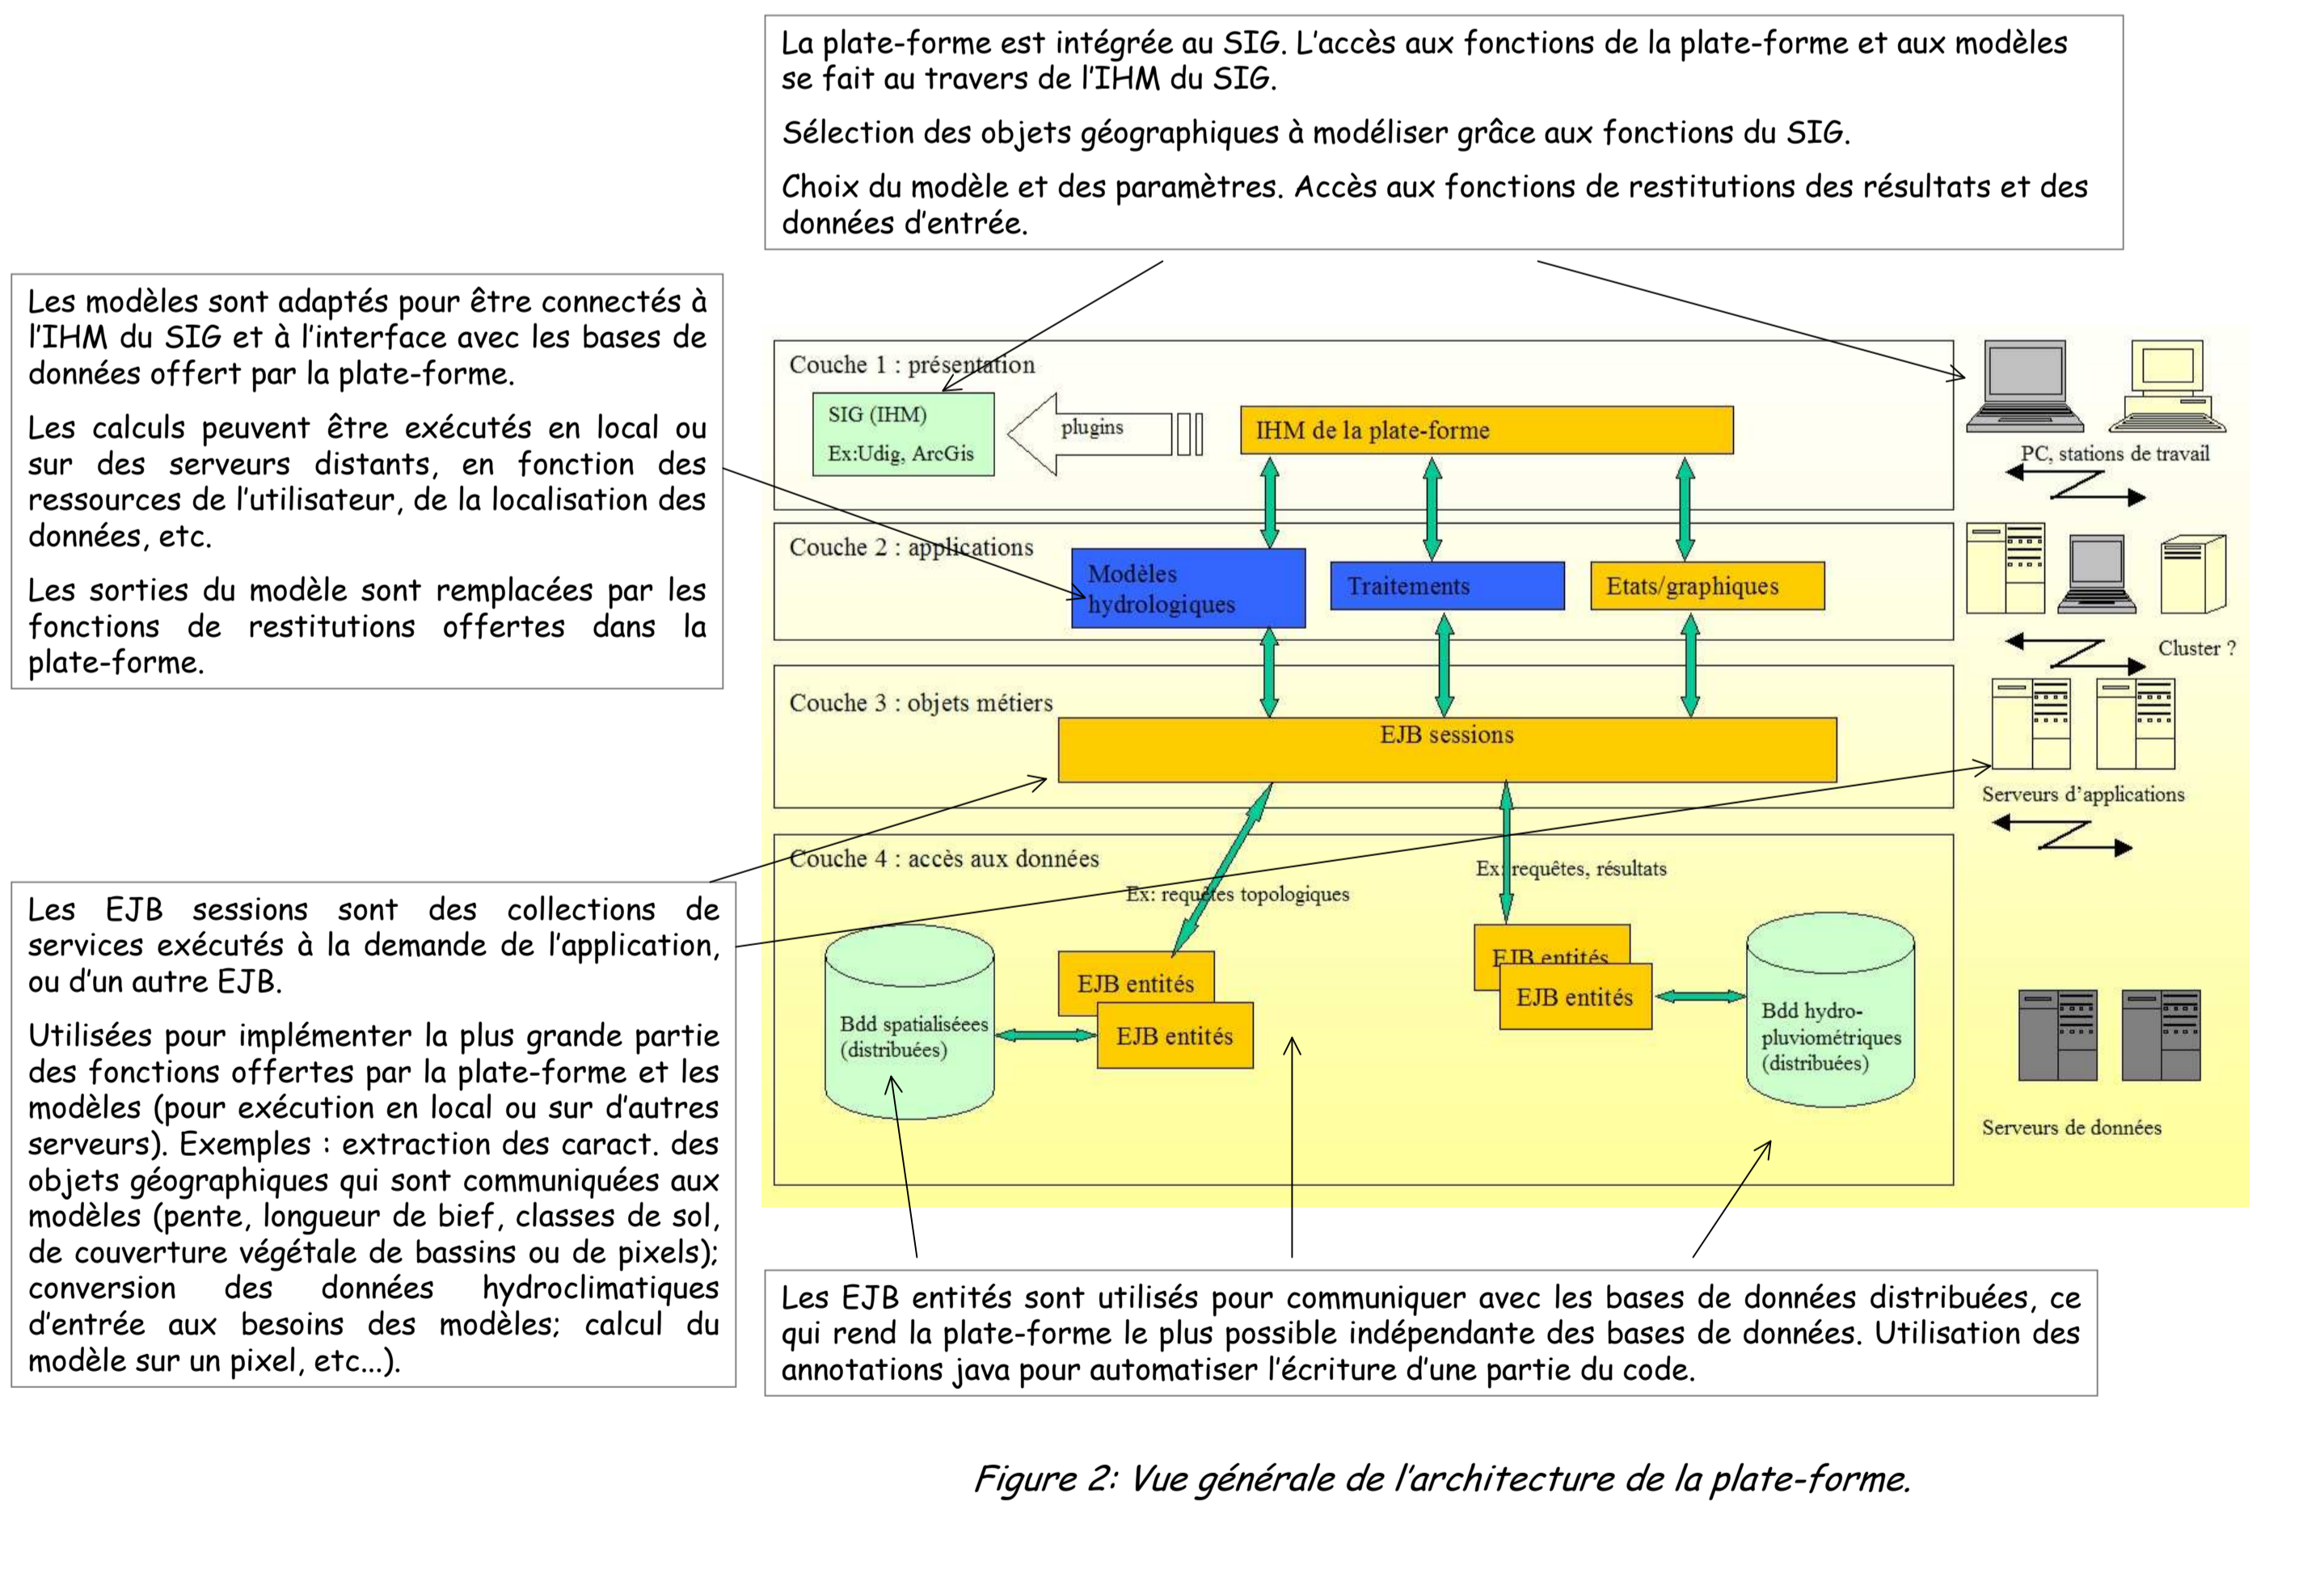 La plate-forme est intégrée au SIG. L'accès aux fonctions de la plate-forme et aux modèles
se fait au travers de l'IHM du SIG.
Sélection des objets géographiques à modéliser grâce aux fonctions du SIG.
Choix du modèle et des paramètres. Accès aux fonctions de restitutions des résultats et des
données d'entrée.
Les modèles sont adaptés pour être connectés à
l'IHM du SIG et à l'interface avec les bases de
données offert par la plate-forme.
Les calculs peuvent être exécutés en local ou
sur des serveurs distants, en fonction des
ressources de l'utilisateur, de la localisation des
données, etc.
Les sorties du modèle sont remplacées par les
fonctions de restitutions offertes dans la
plate-forme.
Couche 1 : présentation
SIG (IHM)
Ex:Udig, ArcGis
plugins
IHM de la plate-forme
PC, stations de travail
Couche 2 : applications
Modèles
hydrologiques
Traitements
Etats/graphiques
Cluster ?
Couche 3 : objets métiers
EJB sessions
Serveurs d'applications
Couche 4 : accès aux données
Ex: requêtes topologiques
Ex: requêtes, résultats
Bdd spatialiséees
(distribuées)
EJB entités
EJB entités
EJB entités
EJB entités
Bdd hydro-
pluviométriques
(distribuées)
Serveurs de données
Les EJB sessions sont des collections de
services exécutés à la demande de l'application,
ou d'un autre EJB.
Utilisées pour implémenter la plus grande partie
des fonctions offertes par la plate-forme et les
modèles (pour exécution en local ou sur d'autres
serveurs). Exemples : extraction des caract. des
objets géographiques qui sont communiquées aux
modèles (pente, longueur de bief, classes de sol,
de couverture végétale de bassins ou de pixels);
conversion des données hydroclimatiques
d'entrée aux besoins des modèles; calcul du
modèle sur un pixel, etc...).
Les EJB entités sont utilisés pour communiquer avec les bases de données distribuées, ce
qui rend la plate-forme le plus possible indépendante des bases de données. Utilisation des
annotations java pour automatiser l'écriture d'une partie du code.
Figure 2: Vue générale de l'architecture de la plate-forme.